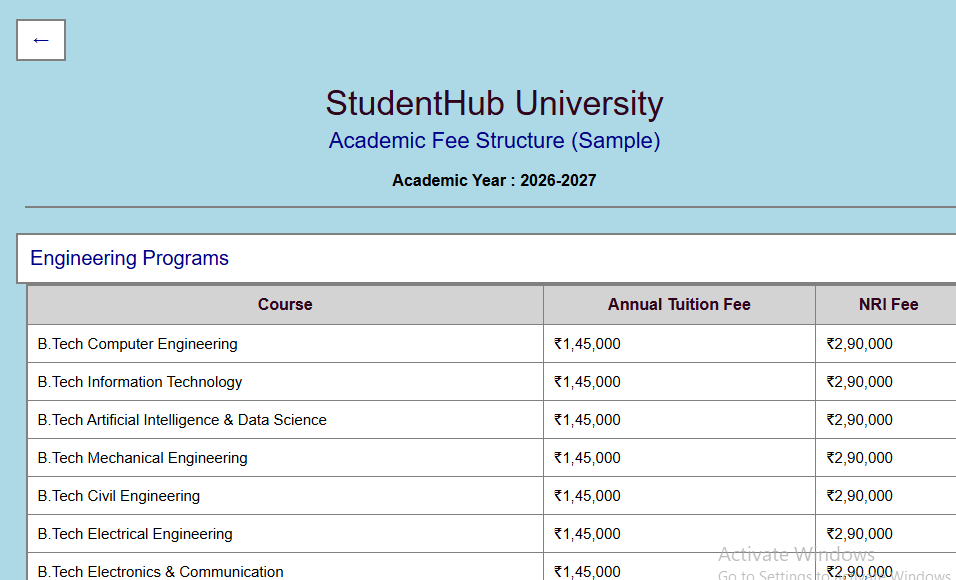 ←
StudentHub University
Academic Fee Structure (Sample)
Academic Year : 2026-2027
Engineering Programs
Course Annual Tuition Fee NRI Fee
B.Tech Computer Engineering ₹1,45,000 ₹2,90,000
B.Tech Information Technology ₹1,45,000 ₹2,90,000
B.Tech Artificial Intelligence & Data Science ₹1,45,000 ₹2,90,000
B.Tech Mechanical Engineering ₹1,45,000 ₹2,90,000
B.Tech Civil Engineering ₹1,45,000 ₹2,90,000
B.Tech Electrical Engineering ₹1,45,000 ₹2,90,000
Activate Windows
B.Tech Electronics & Communication ₹1,45,000 ₹2,90,000
Go to Settings to activate Windows